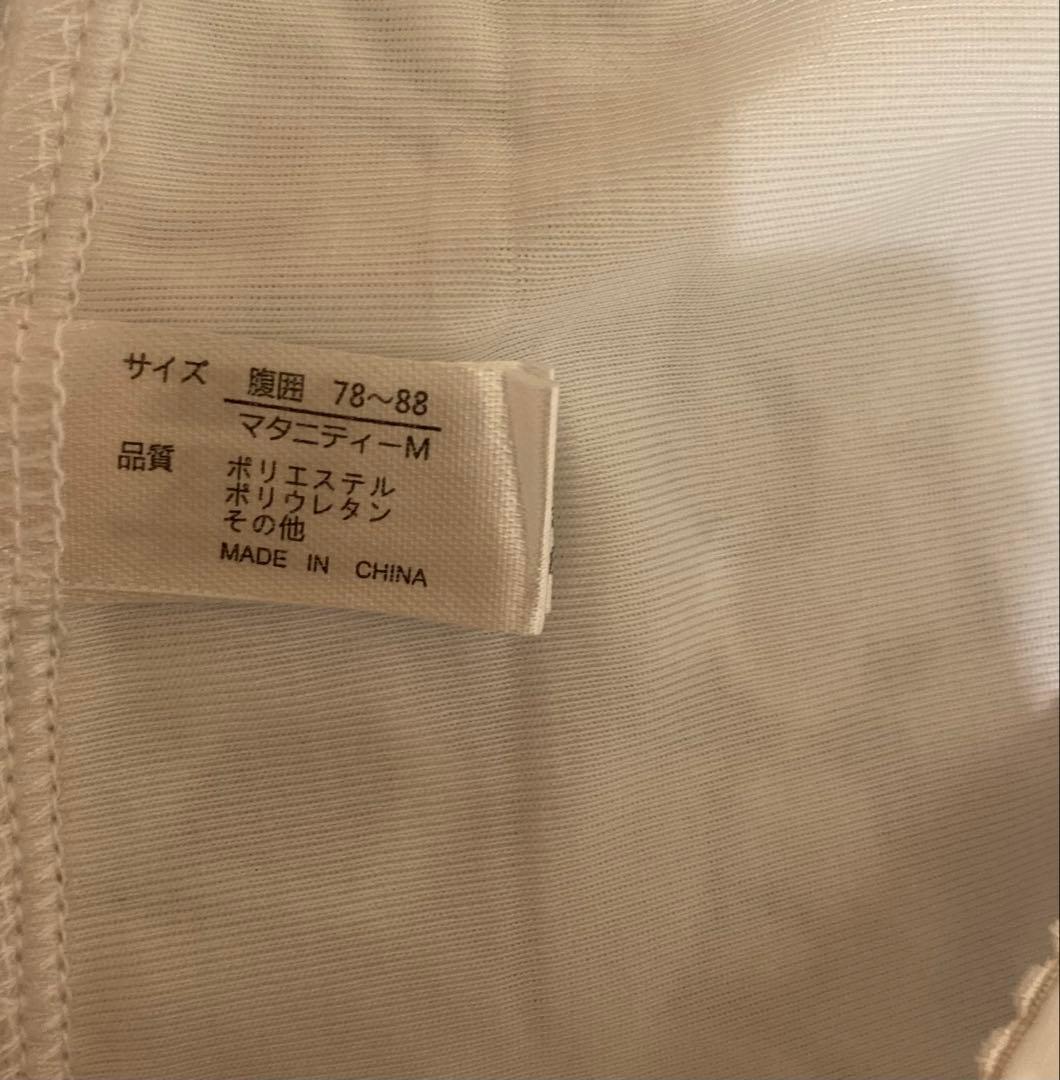 サイズ 腹囲 78～88
マタニティーM
品質 ポリエステル
ポリウレタン
その他
MADE IN CHINA